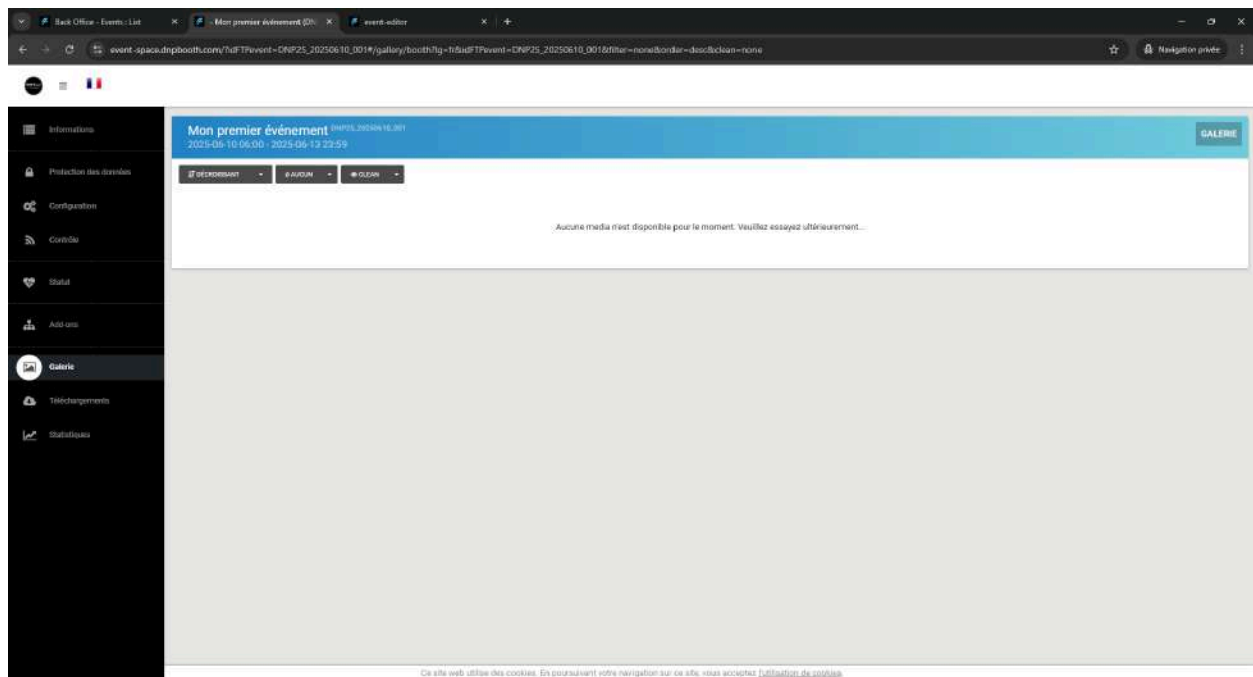 Back Office - Events : List
- Mon premier événement (DN
event-editor
event-space.dnpbooth.com/?idFTPevent=DNP25_20250610_001#/gallery/booth?lg=fr&idFTPevent=DNP25_20250610_001&filter=none&order=desc&clean=none
Navigation privée
Informations
Mon premier événement DNP25_20250610_001
2025-06-10 06:00 - 2025-06-13 23:59
GALERIE
Protection des données
DÉCROISSANT
AUCUN
CLEAN
Configuration
Aucune media n'est disponible pour le moment. Veuillez essayez ultérieurement...
Contrôle
Statut
Add-ons
Galerie
Téléchargements
Statistiques
Ce site web utilise des cookies. En poursuivant votre navigation sur ce site, vous acceptez l'utilisation de cookies